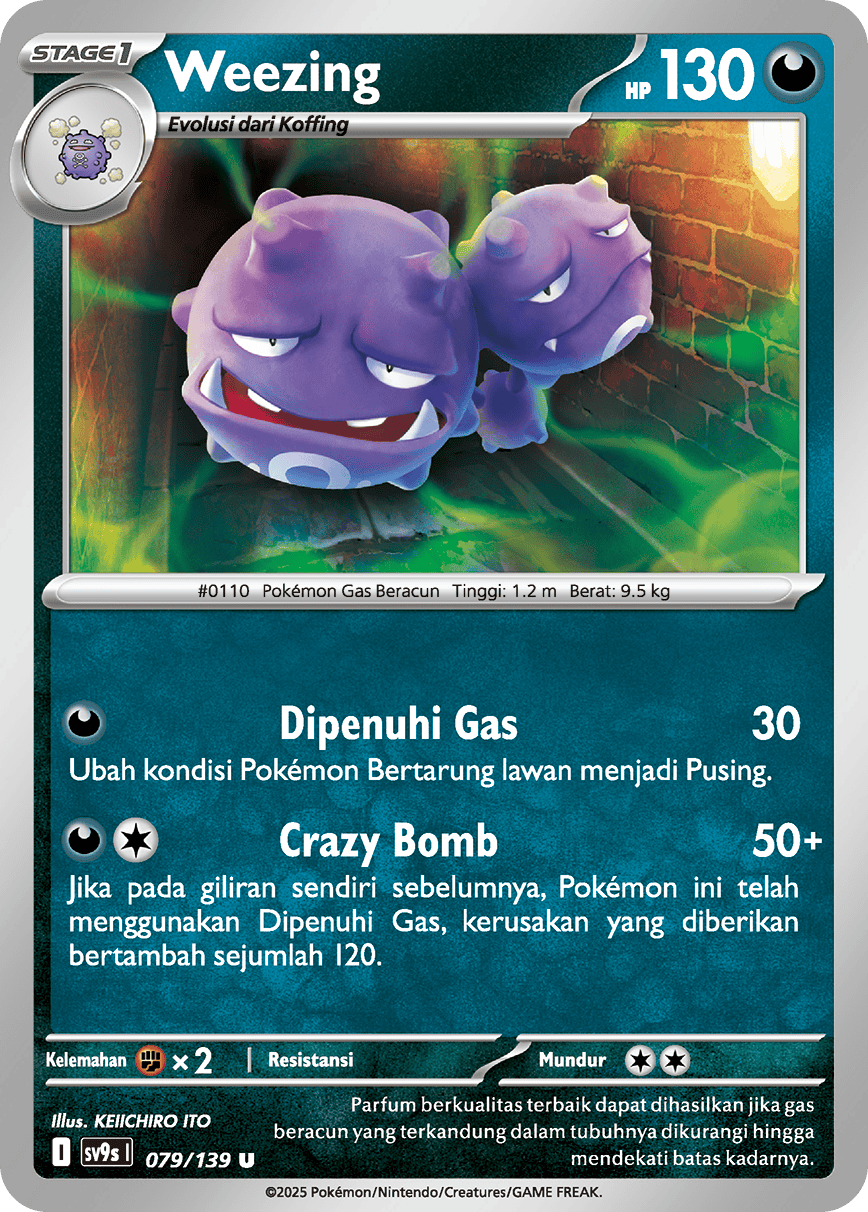 STAGE 1
Weezing
HP 130
Evolusi dari Koffing
#0110 Pokémon Gas Beracun Tinggi: 1.2 m Berat: 9.5 kg
Dipenuhi Gas 30
Ubah kondisi Pokémon Bertarung lawan menjadi Pusing.
Crazy Bomb 50+
Jika pada giliran sendiri sebelumnya, Pokémon ini telah
menggunakan Dipenuhi Gas, kerusakan yang diberikan
bertambah sejumlah 120.
Kelemahan ×2 | Resistansi Mundur
Illus. KEIICHIRO ITO
Parfum berkualitas terbaik dapat dihasilkan jika gas
beracun yang terkandung dalam tubuhnya dikurangi hingga
mendekati batas kadarnya.
I sv9s I 079/139 U
©2025 Pokémon/Nintendo/Creatures/GAME FREAK.